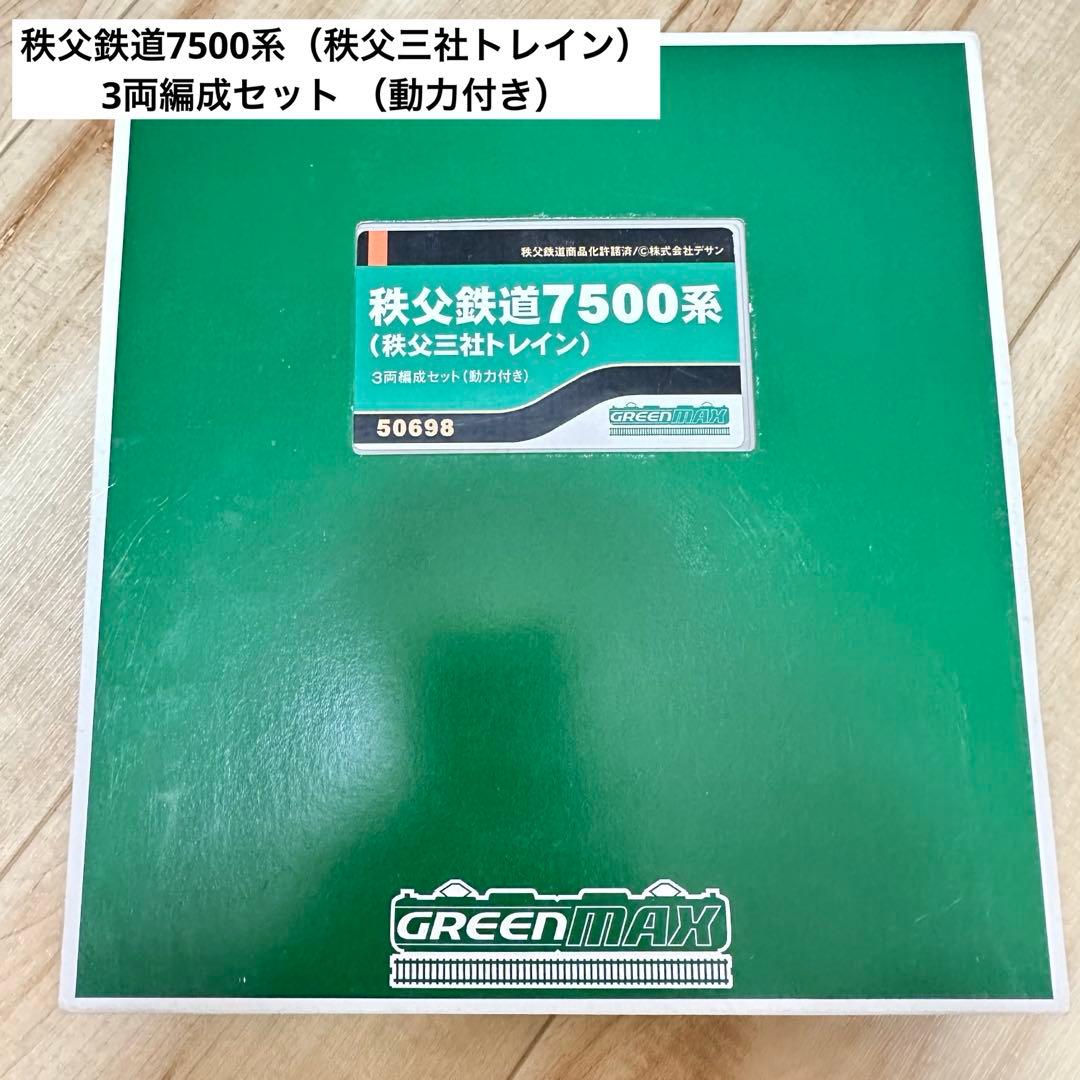 秩父鉄道7500系（秩父三社トレイン）
3両編成セット （動力付き）
秩父鉄道商品化許諾済/©株式会社デサン
秩父鉄道7500系
(秩父三社トレイン)
3両編成セット(動力付き)
50698
GREENMAX
GREENMAX